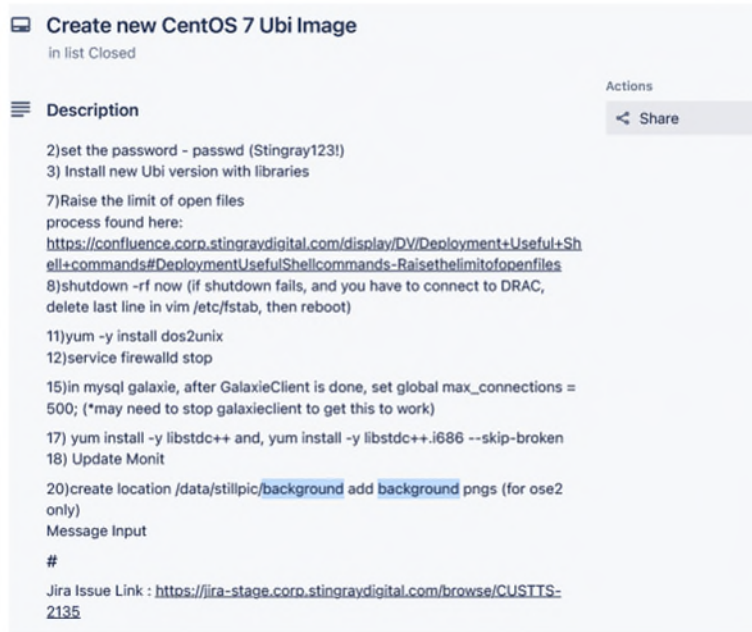 Create new CentOS 7 Ubi Image
in list Closed
Actions
Share
Description
2)set the password - passwd (Stingray123!)
3) Install new Ubi version with libraries
7)Raise the limit of open files
process found here:
https://confluence.corp.stingraydigital.com/display/DV/Deployment+Useful+Sh
ell+commands#DeploymentUsefulShellcommands-Raisethelimitofopenfiles
8)shutdown -rf now (if shutdown fails, and you have to connect to DRAC,
delete last line in vim /etc/fstab, then reboot)
11)yum -y install dos2unix
12)service firewalld stop
15)in mysql galaxie, after GalaxieClient is done, set global max_connections =
500; (*may need to stop galaxieclient to get this to work)
17) yum install -y libstdc++ and, yum install -y libstdc++.i686 --skip-broken
18) Update Monit
20)create location /data/stillpic/background add background pngs (for ose2
only)
Message Input
#
Jira Issue Link : https://jira-stage.corp.stingraydigital.com/browse/CUSTTS-
2135